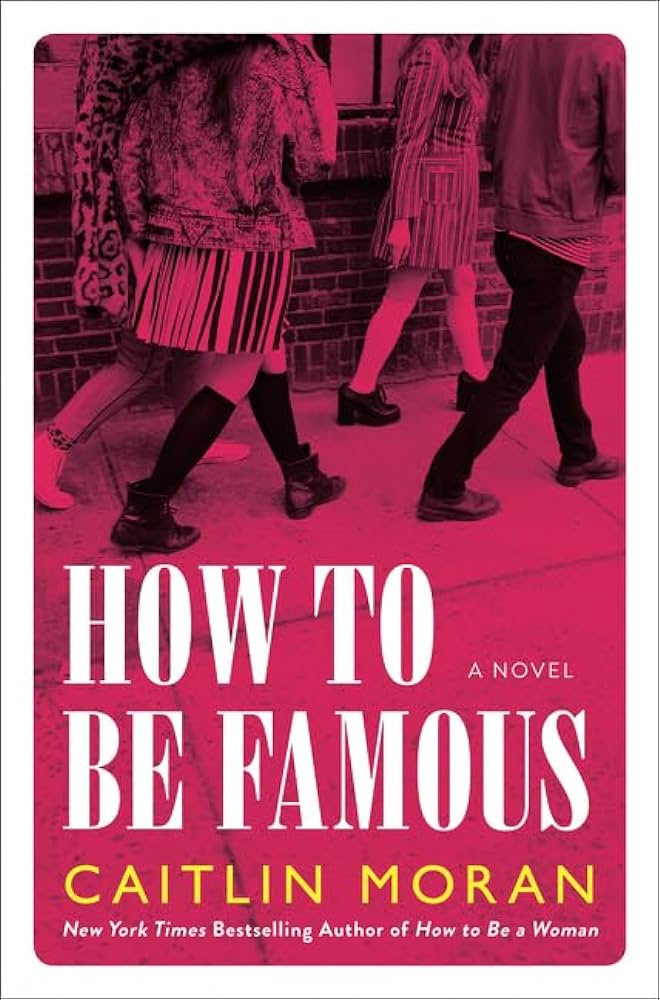 HOW TO
A NOVEL
BE FAMOUS
CAITLIN MORAN
New York Times Bestselling Author of How to Be a Woman